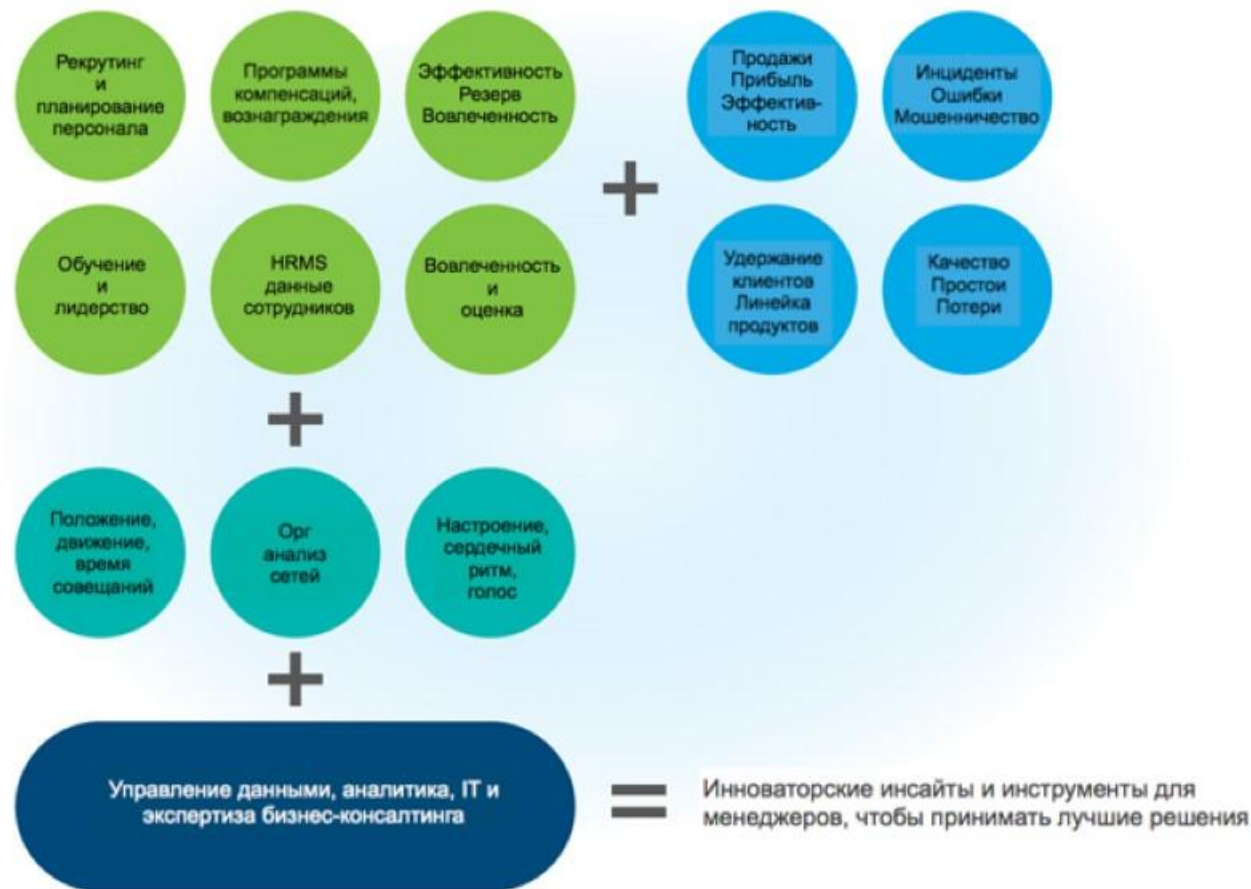 Рекрутинг
и
планирование
персонала
Программы
компенсаций,
вознаграждения
Эффективность
Резерв
Вовлеченность
Продажи
Прибыль
Эффектив-
ность
Инциденты
Ошибки
Мошенничество
+
Обучение
и
лидерство
HRMS
данные
сотрудников
Вовлеченность
и
оценка
Удержание
клиентов
Линейка
продуктов
Качество
Простои
Потери
+
Положение,
движение,
время
совещаний
Орг
анализ
сетей
Настроение,
сердечный
ритм,
голос
+
Управление данными, аналитика, IT и
экспертиза бизнес-консалтинга
=
Инноваторские инсайты и инструменты для
менеджеров, чтобы принимать лучшие решения